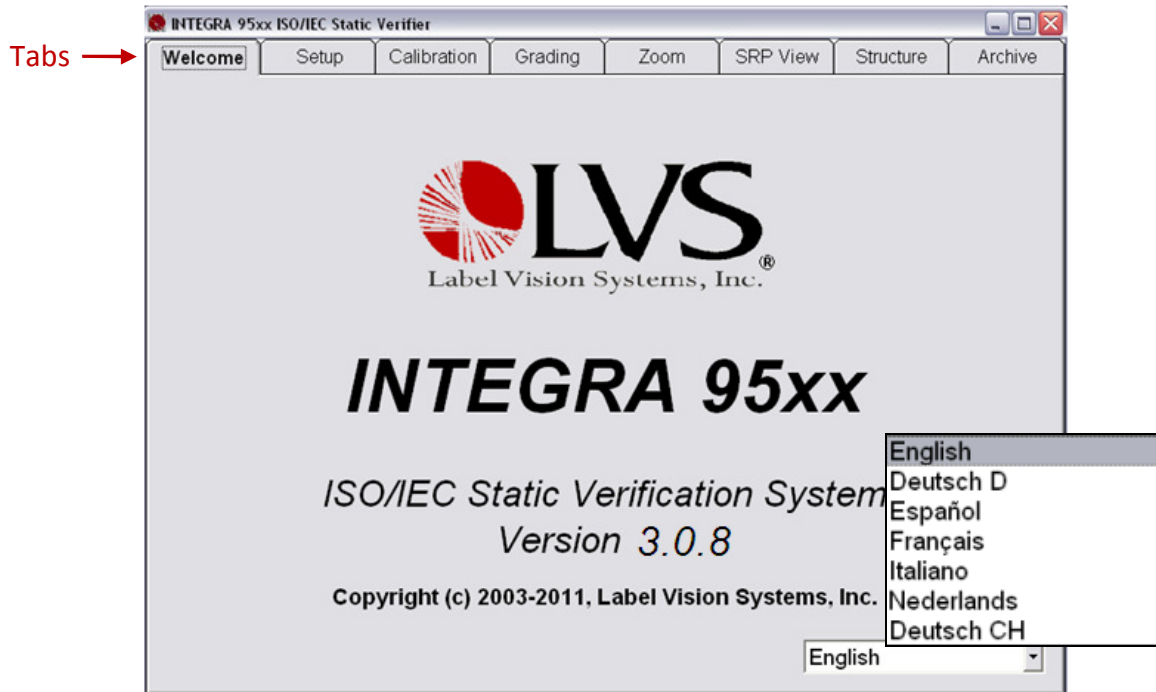 INTEGRA 95xx ISO/IEC Static Verifier
Tabs
Welcome Setup Calibration Grading Zoom SRP View Structure Archive
LVS®
Label Vision Systems, Inc.
INTEGRA 95xx
ISO/IEC Static Verification System
Version 3.0.8
Copyright (c) 2003-2011, Label Vision Systems, Inc.
English
Deutsch D
Español
Français
Italiano
Nederlands
Deutsch CH
English